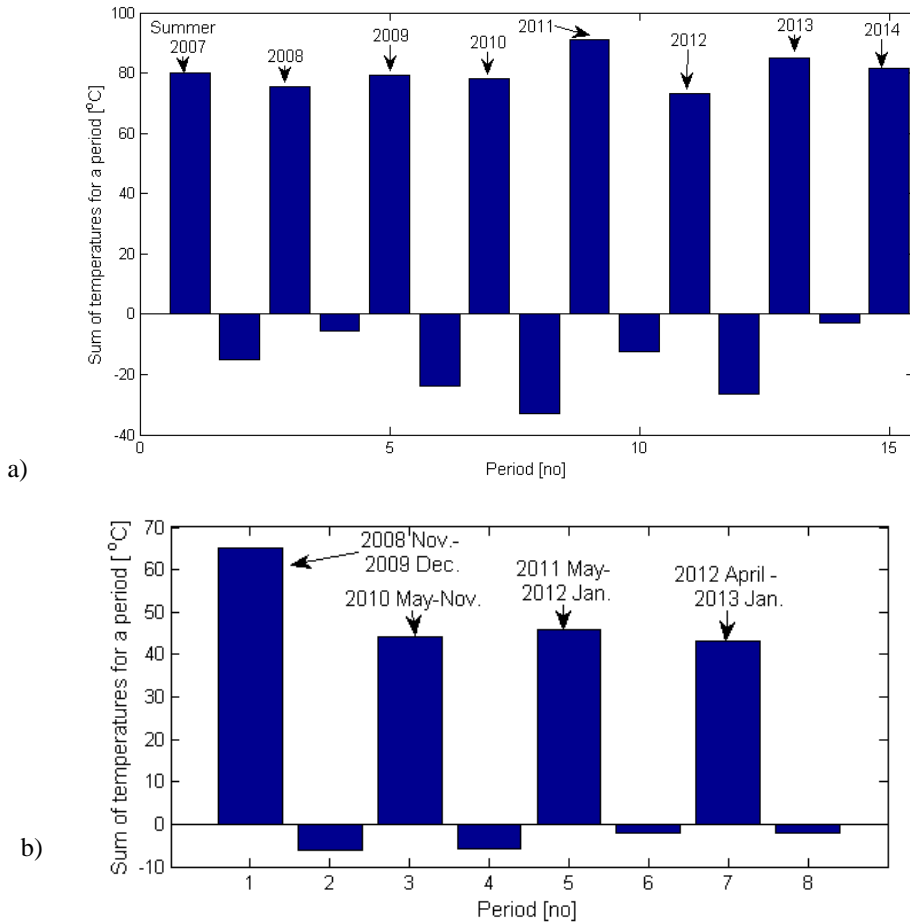 100
80
60
40
20
0
-20
-40
Sum of temperatures for a period [°C]
Summer
2007
2008
2009
2010
2011
2012
2013
2014
0
5
10
15
Period [no]
a)
70
60
50
40
30
20
10
0
-10
Sum of temperatures for a period [°C]
2008 Nov.-
2009 Dec.
2010 May-Nov.
2011 May-
2012 Jan.
2012 April -
2013 Jan.
1
2
3
4
5
6
7
8
Period [no]
b)